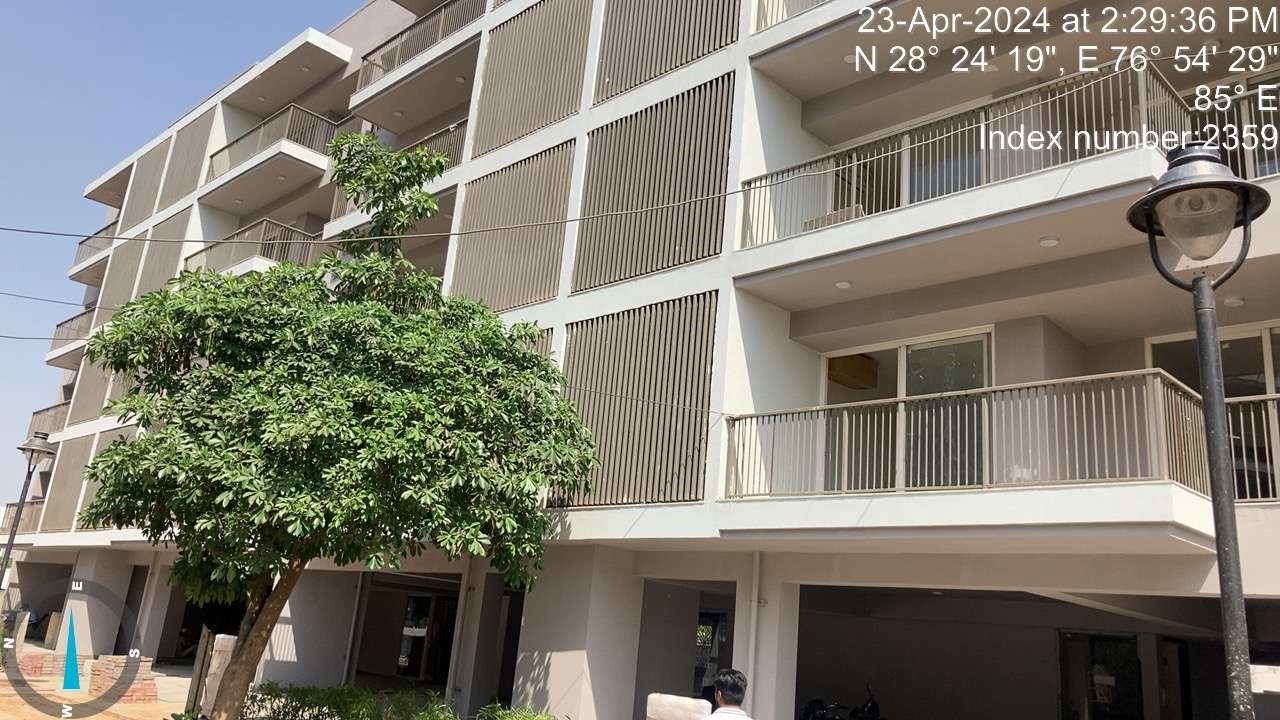 23-Apr-2024 at 2:29:36 PM
N 28° 24' 19", E 76° 54' 29"
85° E
Index number:2359
E
N
S
W